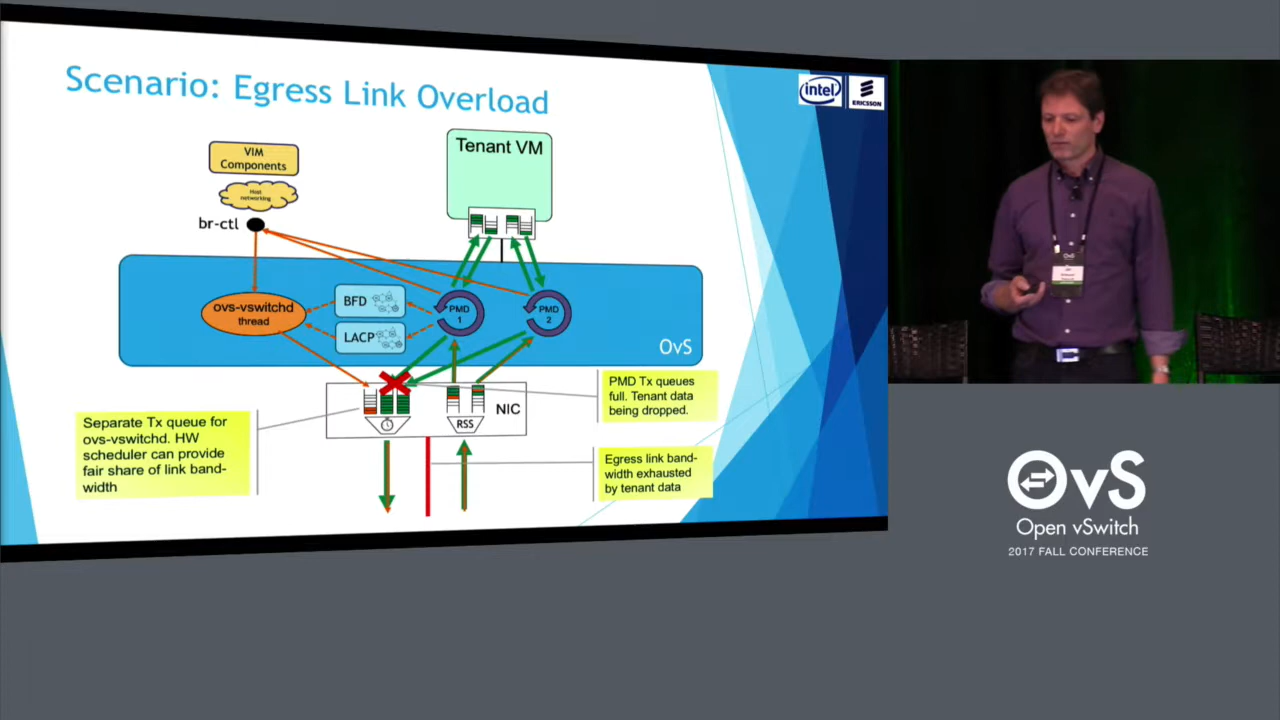 Scenario: Egress Link Overload
intel
ERICSSON
VIM
Components
Host
networking
br-ctl
Tenant VM
ovs-vswitchd
thread
BFD
LACP
PMD
1
PMD
2
OvS
NIC
RSS
PMD Tx queues
full. Tenant data
being dropped.
Separate Tx queue for
ovs-vswitchd. HW
scheduler can provide
fair share of link band-
width
Egress link band-
width exhausted
by tenant data
OvS
Open vSwitch
2017 FALL CONFERENCE